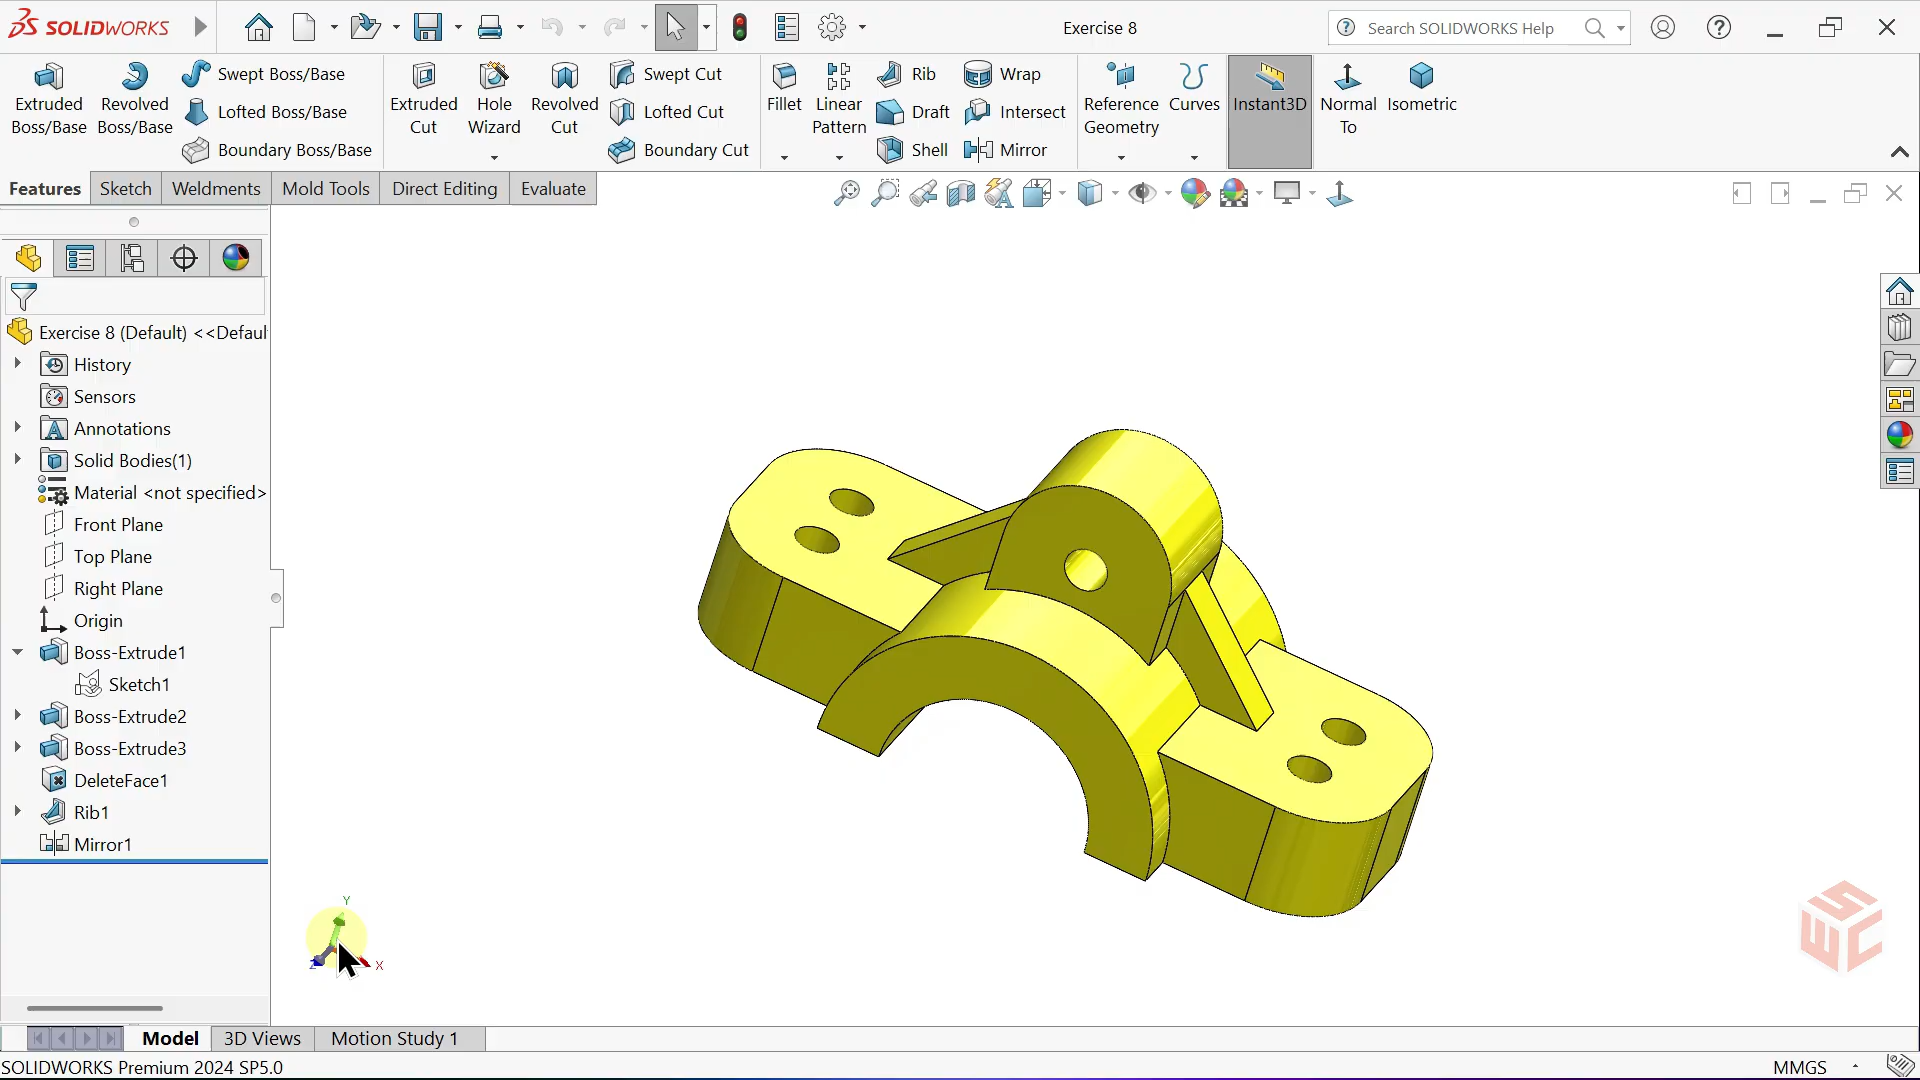 SOLIDWORKS
Exercise 8
Search SOLIDWORKS Help
Extruded Boss/Base
Revolved Boss/Base
Swept Boss/Base
Lofted Boss/Base
Boundary Boss/Base
Extruded Cut
Hole Wizard
Revolved Cut
Swept Cut
Lofted Cut
Boundary Cut
Fillet
Linear Pattern
Rib
Draft
Shell
Wrap
Intersect
Mirror
Reference Geometry
Curves
Instant3D
Normal To
Isometric
Features
Sketch
Weldments
Mold Tools
Direct Editing
Evaluate
Exercise 8 (Default) <<Defaul
History
Sensors
Annotations
Solid Bodies(1)
Material <not specified>
Front Plane
Top Plane
Right Plane
Origin
Boss-Extrude1
Sketch1
Boss-Extrude2
Boss-Extrude3
DeleteFace1
Rib1
Mirror1
Y
Z
X
SWC
Model
3D Views
Motion Study 1
SOLIDWORKS Premium 2024 SP5.0
MMGS